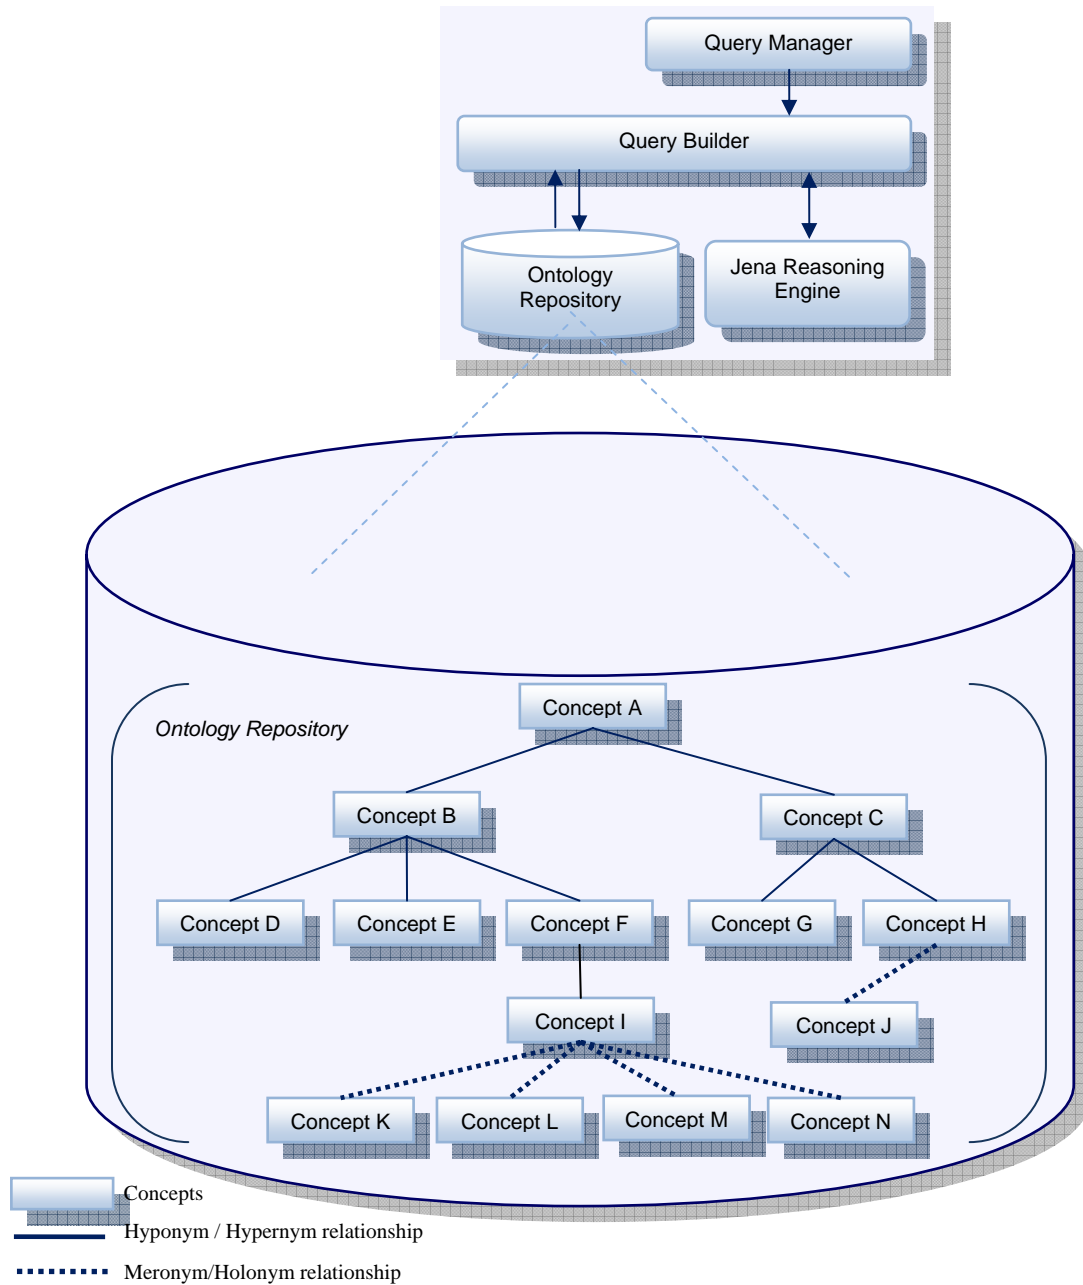 Query Manager
Query Builder
Ontology
Repository
Jena Reasoning
Engine
Ontology Repository
Concept A
Concept B
Concept C
Concept D
Concept E
Concept F
Concept G
Concept H
Concept I
Concept J
Concept K
Concept L
Concept M
Concept N
Concepts
Hyponym / Hypernym relationship
Meronym/Holonym relationship